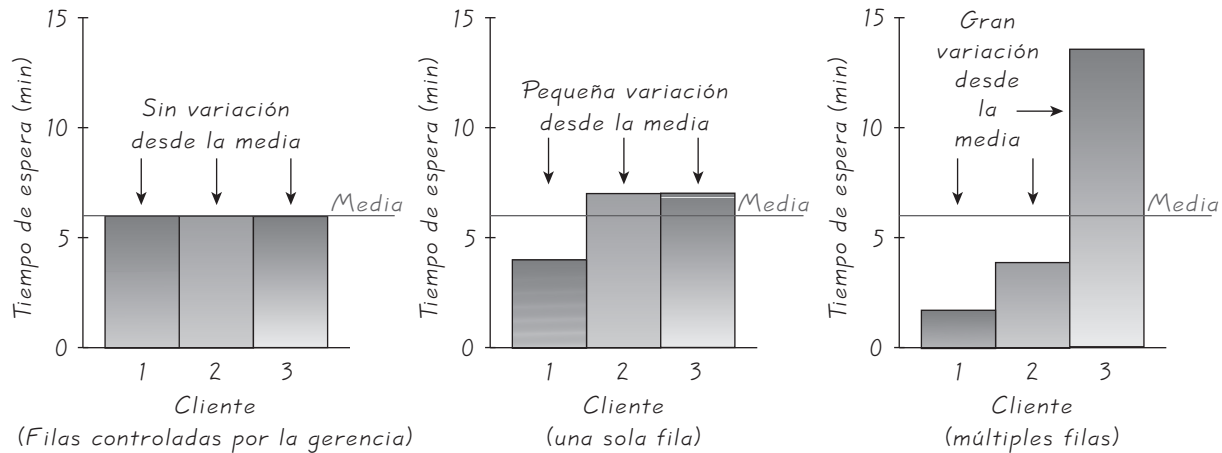 15
10
5
0
Tiempo de espera (min)
Sin variación
desde la media
Media
1 2 3
Cliente
(Filas controladas por la gerencia)
15
10
5
0
Tiempo de espera (min)
Pequeña variación
desde la media
Media
1 2 3
Cliente
(una sola fila)
15
10
5
0
Tiempo de espera (min)
Gran
variación
desde
la
media
Media
1 2 3
Cliente
(múltiples filas)